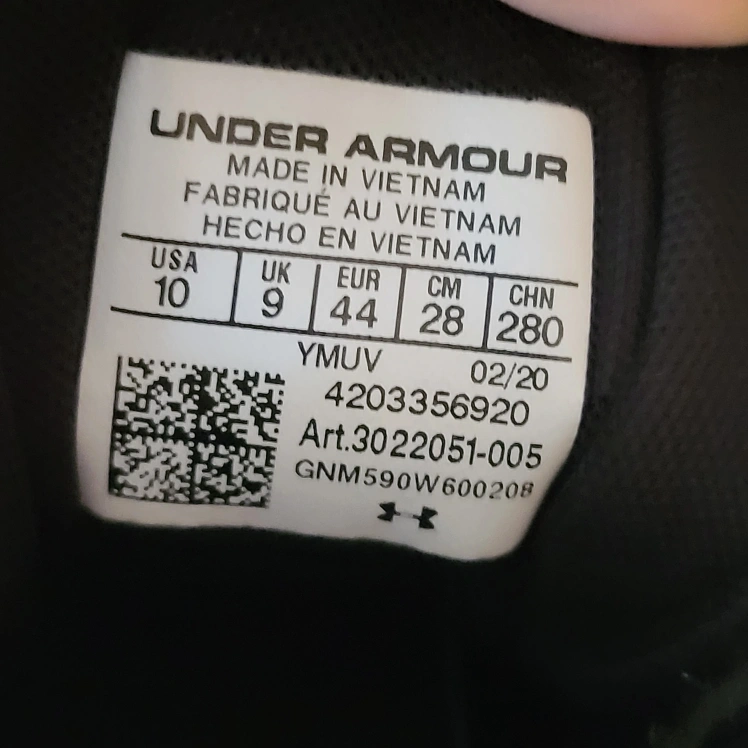 UNDER ARMOUR
MADE IN VIETNAM
FABRIQUÉ AU VIETNAM
HECHO EN VIETNAM
USA UK EUR CM CHN
10 9 44 28 280
YMUV 02/20
4203356920
Art.3022051-005
GNM590W600208